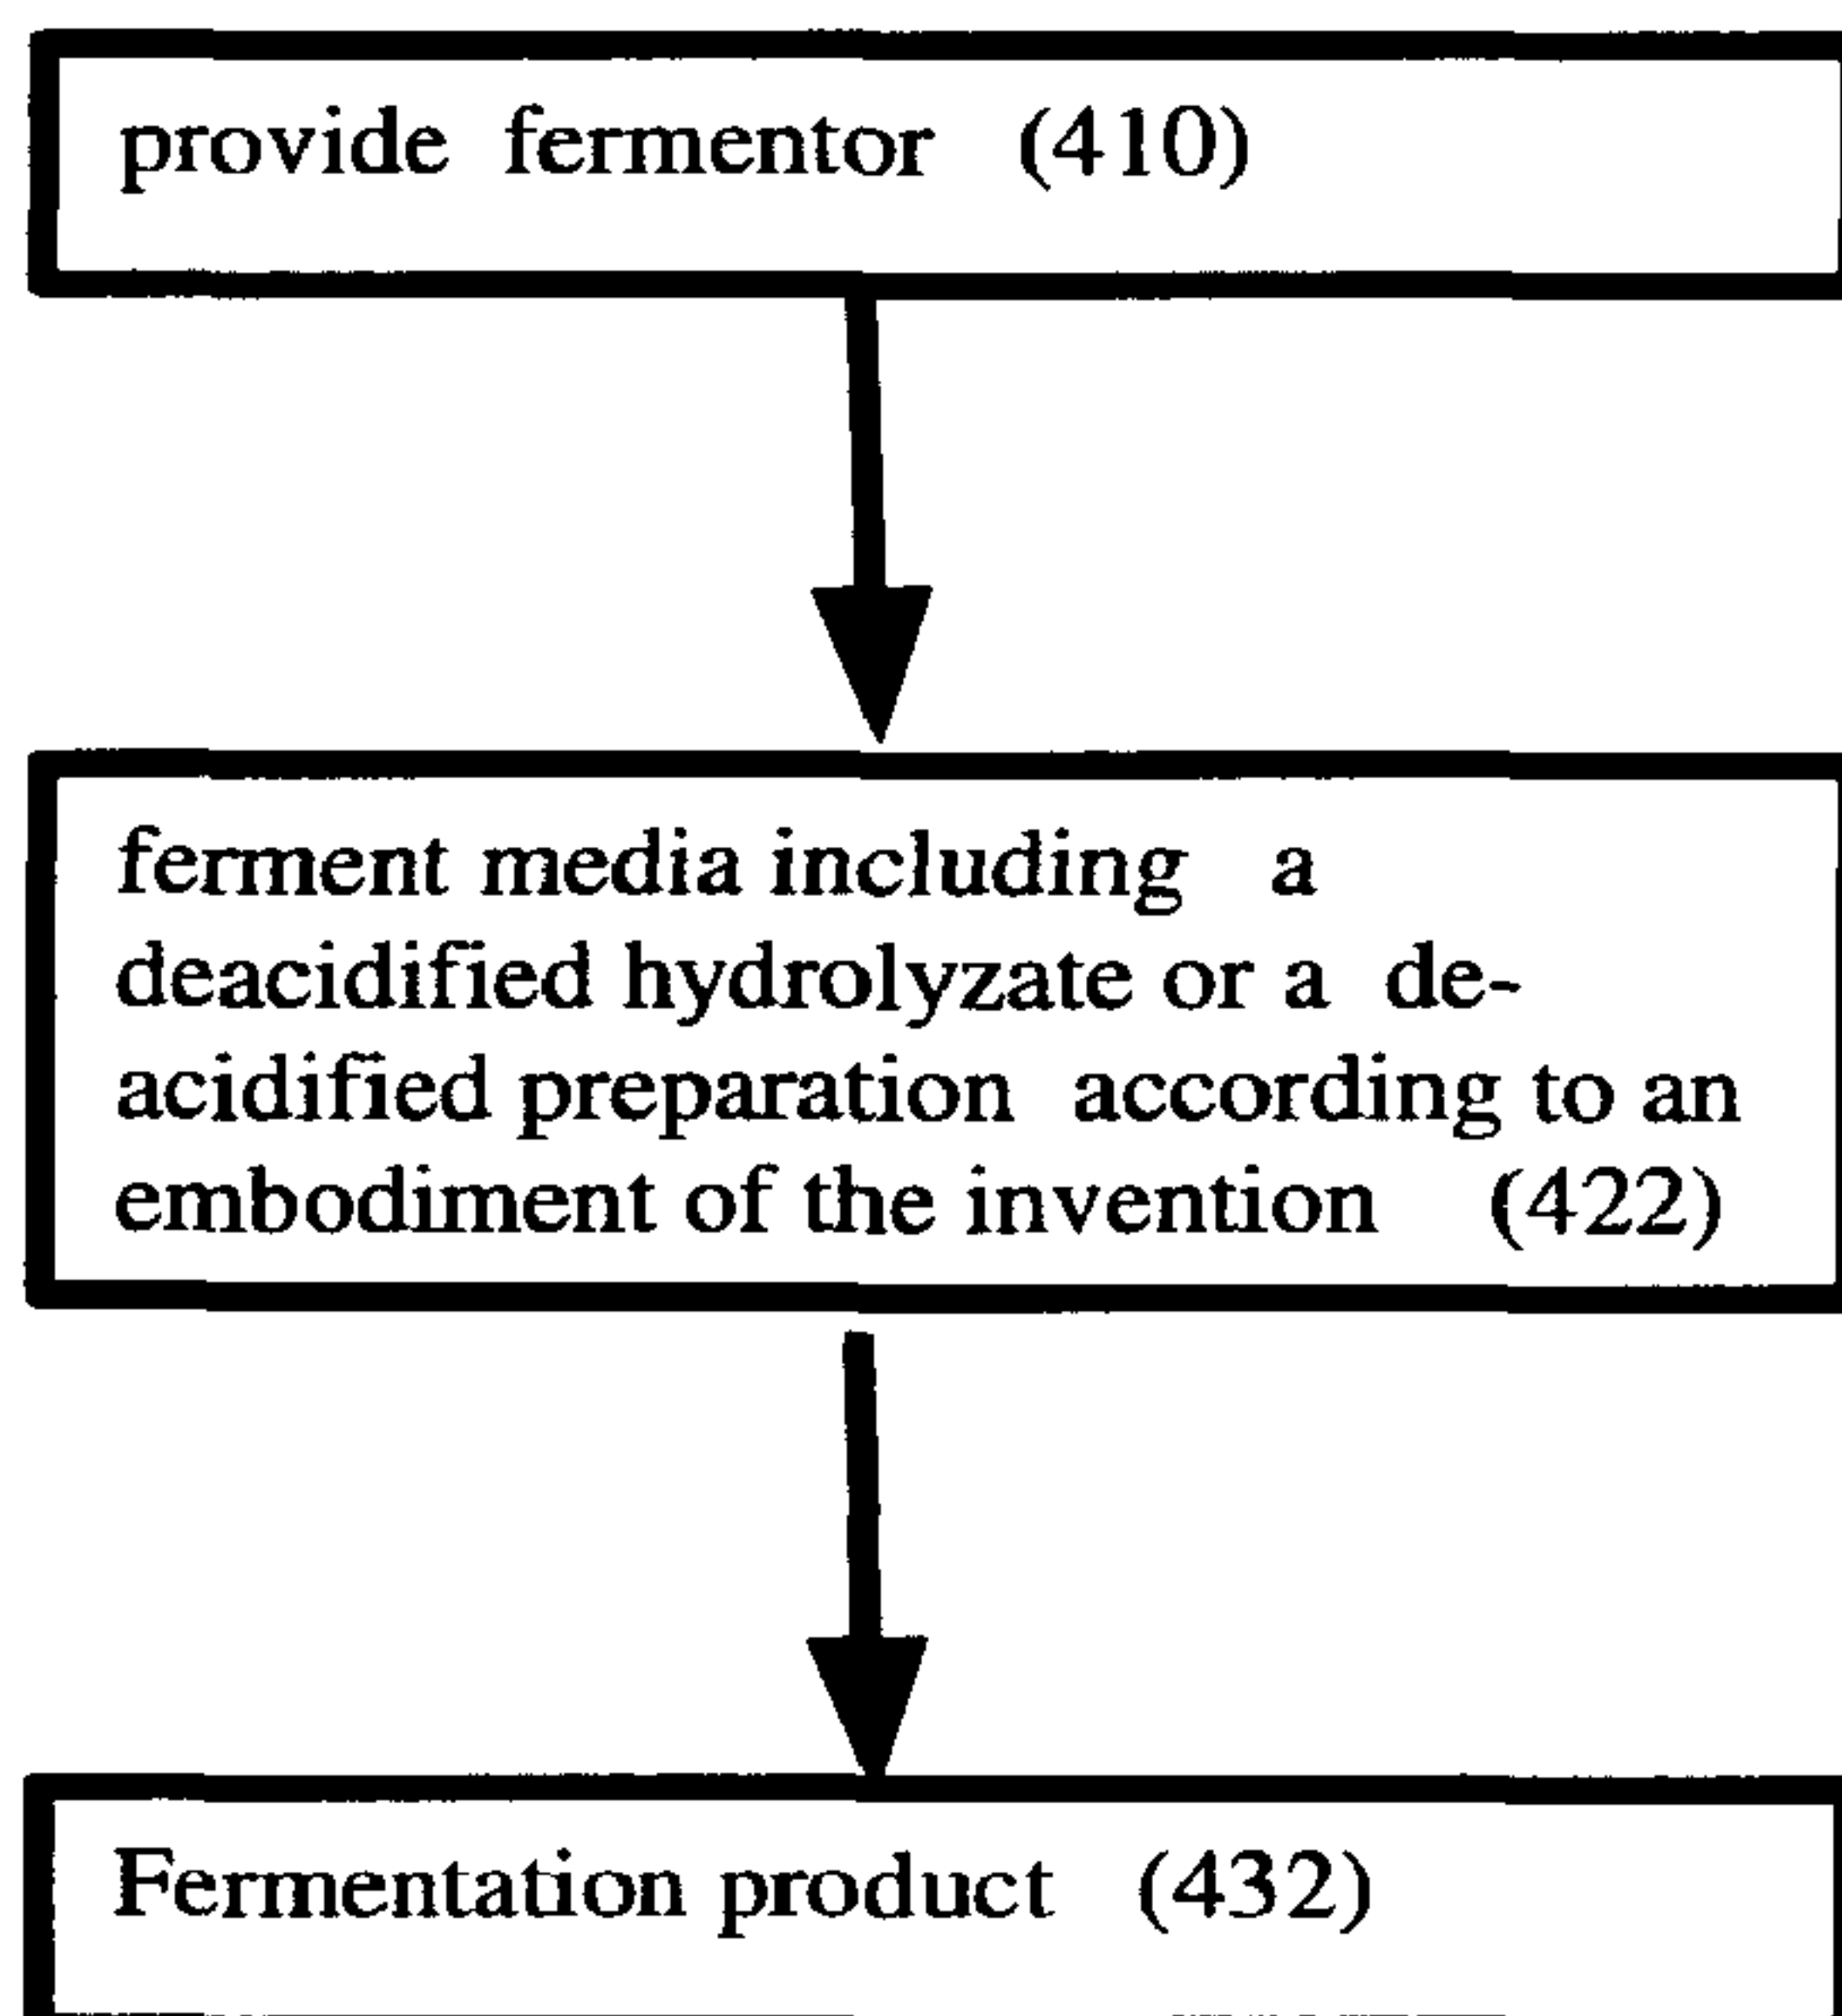 provide fermentor (410)
ferment media including a
deacidified hydrolyzate or a de-
acidified preparation according to an
embodiment of the invention (422)
Fermentation product (432)